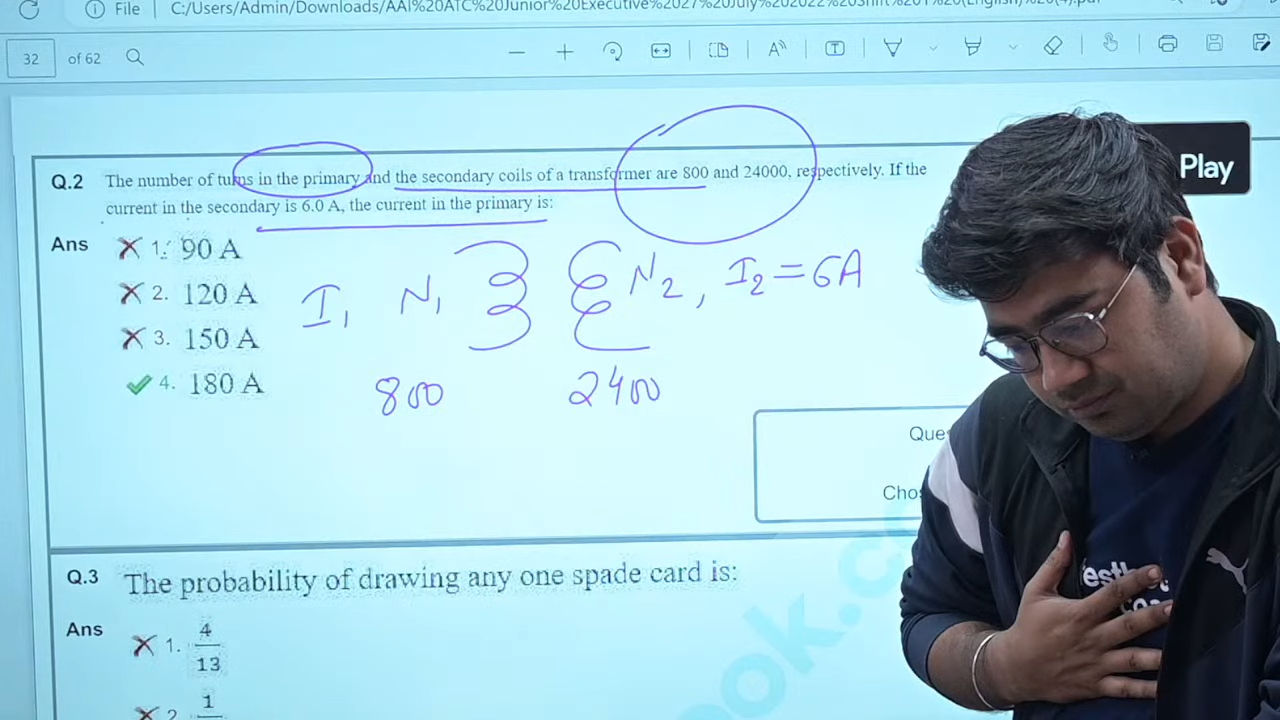 File C:/Users/Admin/Downloads/AAI%20ATC%20Junior%20Executive%2027%20July%202022%20Shift%201%20(English)%20(4).pdf
32 of 62
Play
Q.2 The number of turns in the primary and the secondary coils of a transformer are 800 and 24000, respectively. If the
current in the secondary is 6.0 A, the current in the primary is:
Ans 1. 90 A
2. 120 A
3. 150 A
4. 180 A
I1 N1 N2, I2 = 6A
800 2400
Que
Cho
Q.3 The probability of drawing any one spade card is:
Ans 1. 4/13
2. 1
ook.c